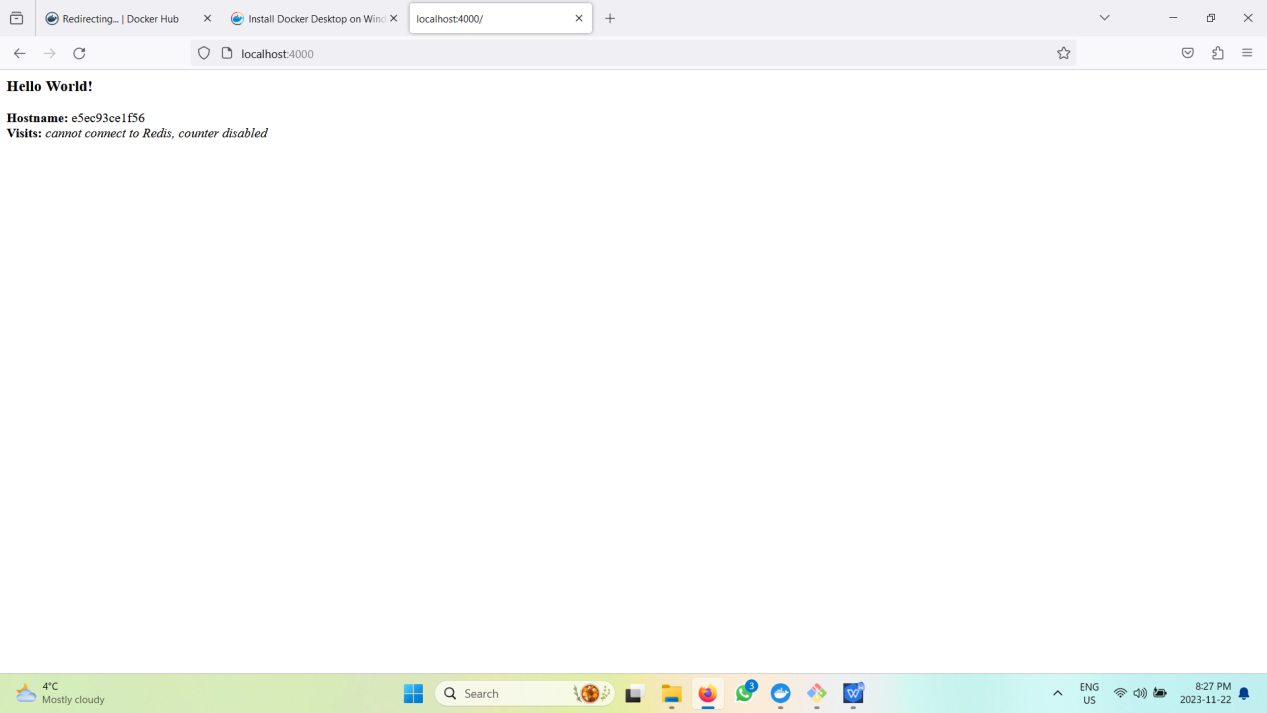 Redirecting... | Docker Hub
Install Docker Desktop on Wind
localhost:4000/
localhost:4000
Hello World!
Hostname: e5ec93ce1f56
Visits: cannot connect to Redis, counter disabled
4°C
Mostly cloudy
Search
3
ENG
US
8:27 PM
2023-11-22